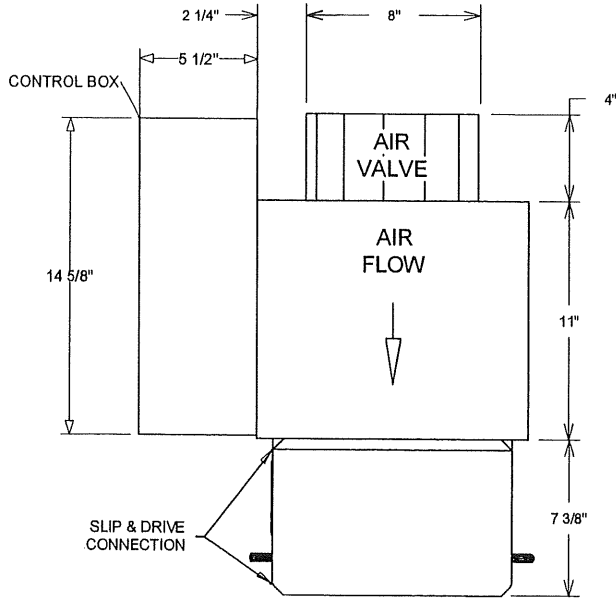 2 1/4"
8"
5 1/2"
CONTROL BOX
4"
AIR
VALVE
AIR
FLOW
14 5/8"
11"
7 3/8"
SLIP & DRIVE
CONNECTION